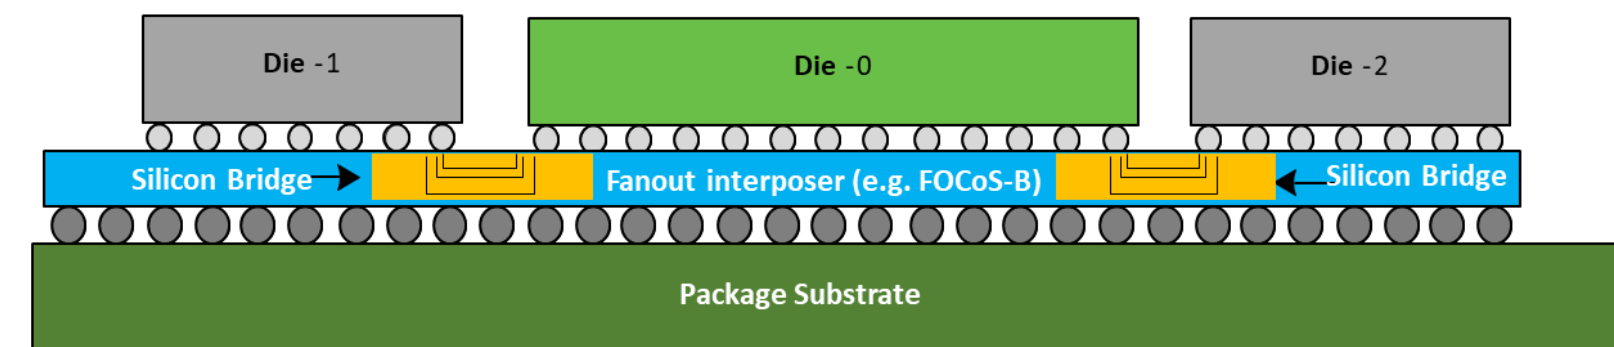 Die -1
Die -0
Die -2
Silicon Bridge
Fanout interposer (e.g. FOCoS-B)
Silicon Bridge
Package Substrate